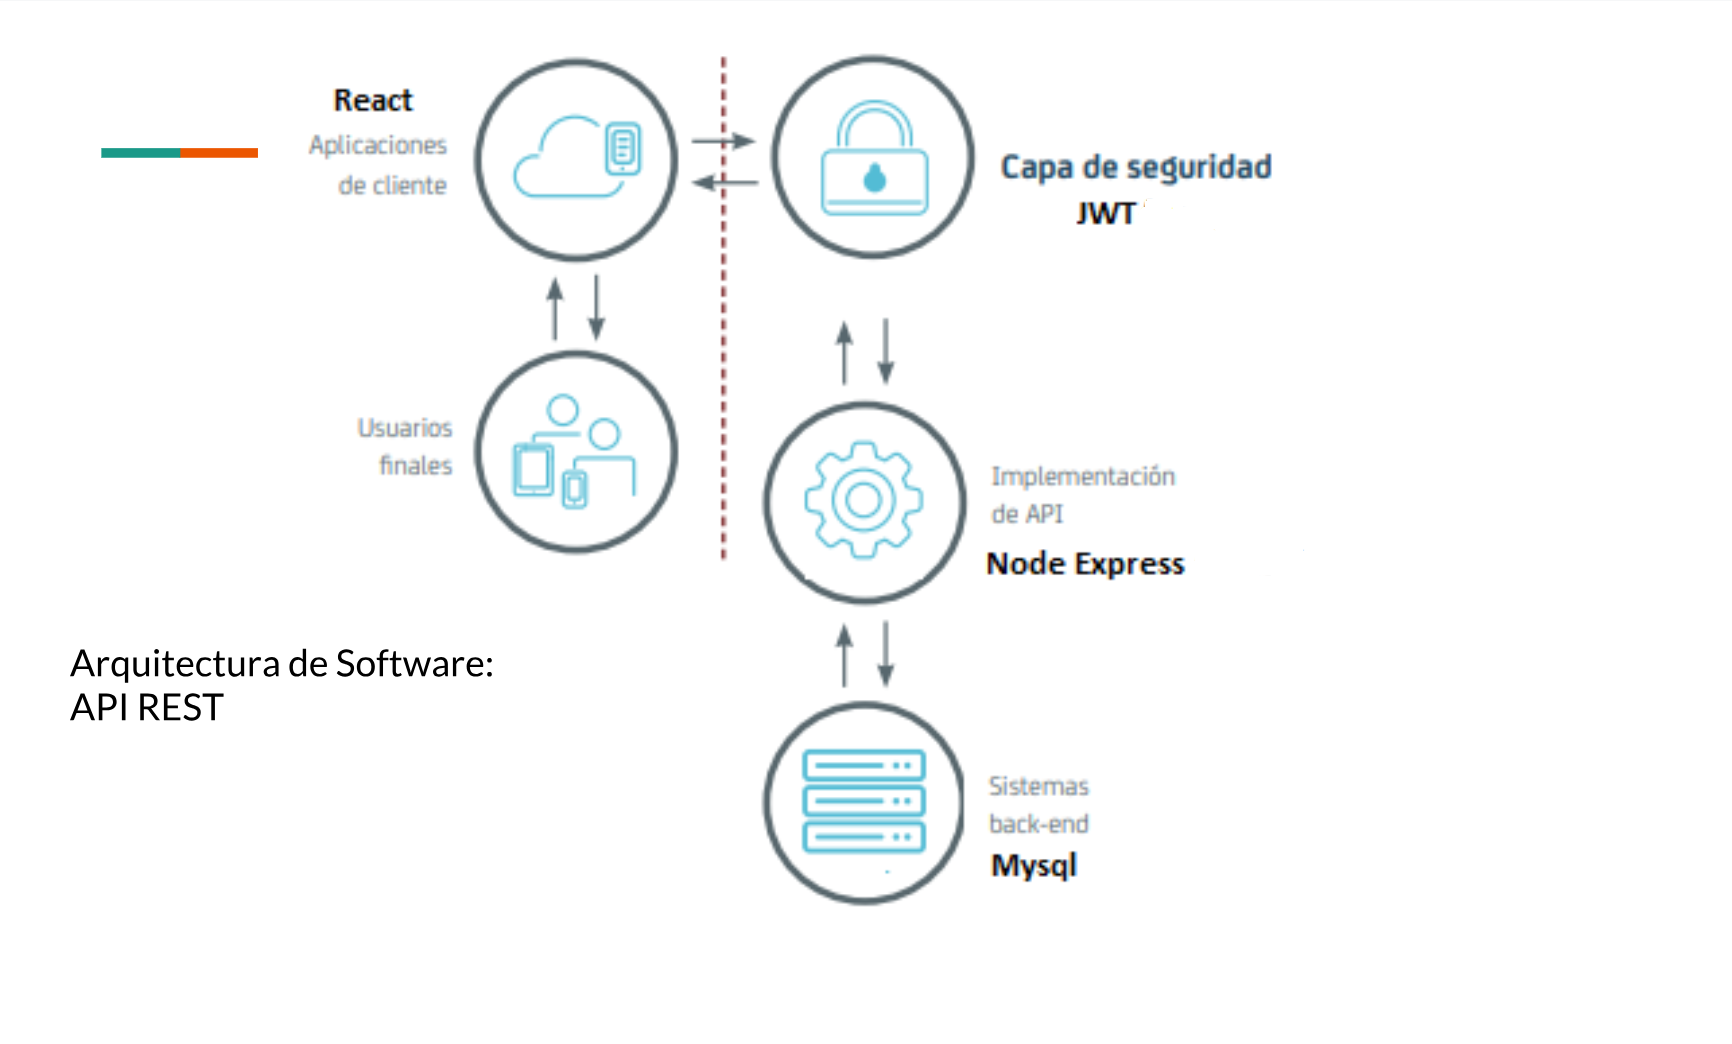 React
Aplicaciones
de cliente
Capa de seguridad
JWT
Usuarios
finales
Implementación
de API
Node Express
Arquitectura de Software:
API REST
Sistemas
back-end
Mysql